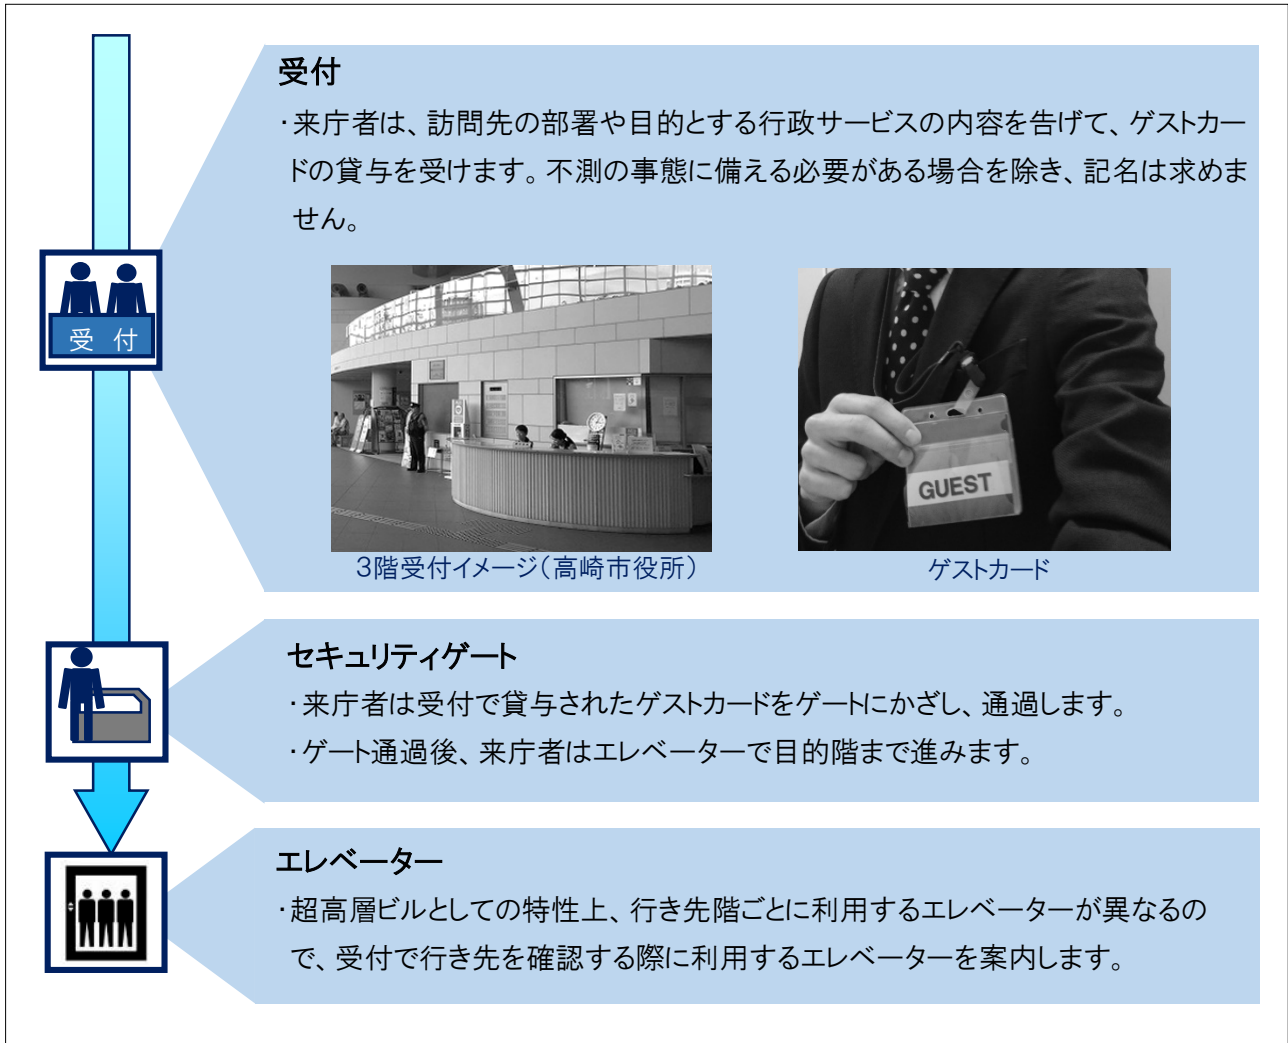 受付
・来庁者は、訪問先の部署や目的とする行政サービスの内容を告げて、ゲストカー
ドの貸与を受けます。不測の事態に備える必要がある場合を除き、記名は求めま
せん。
受 付
GUEST
3階受付イメージ（高崎市役所）
ゲストカード
セキュリティゲート
・来庁者は受付で貸与されたゲストカードをゲートにかざし、通過します。
・ゲート通過後、来庁者はエレベーターで目的階まで進みます。
エレベーター
・超高層ビルとしての特性上、行き先階ごとに利用するエレベーターが異なるの
で、受付で行き先を確認する際に利用するエレベーターを案内します。